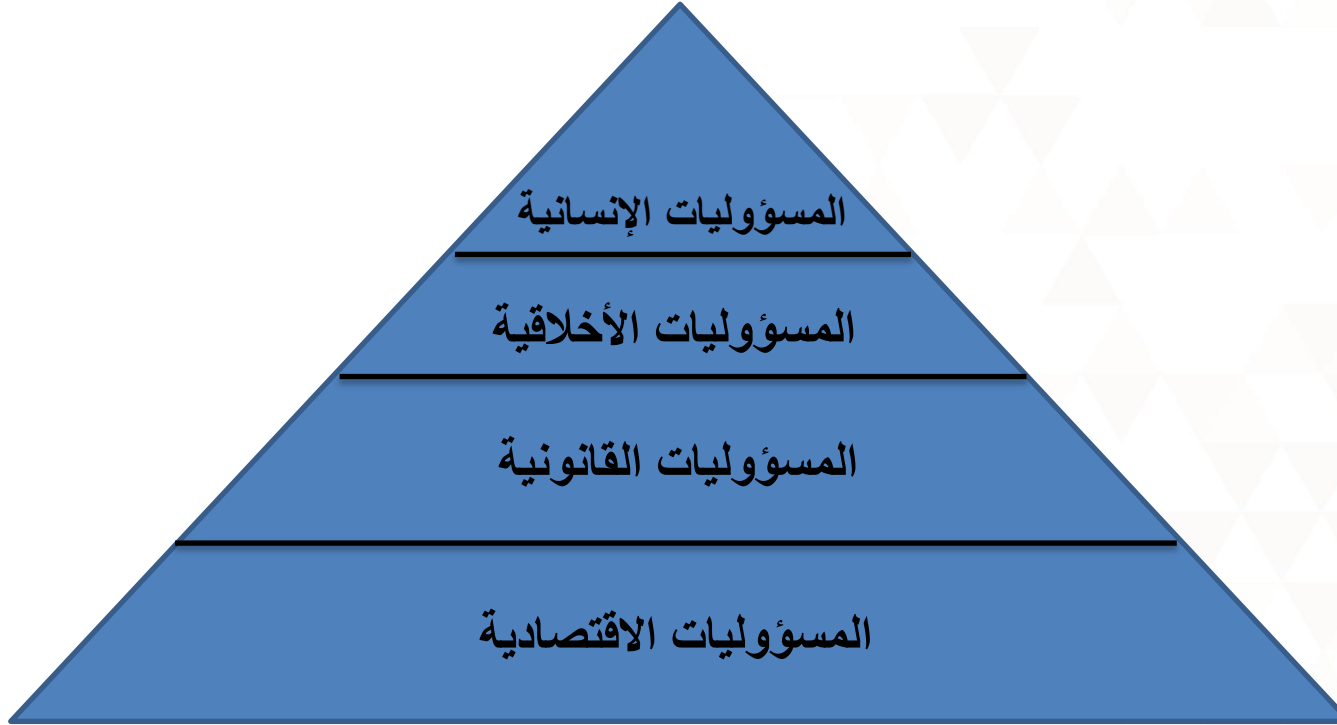 المسؤوليات الإنسانية
المسؤوليات الأخلاقية
المسؤوليات القانونية
المسؤوليات الاقتصادية